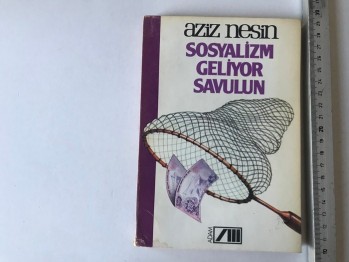 aziz nesin
SOSYALİZM
GELİYOR
SAVULUN
ADAM